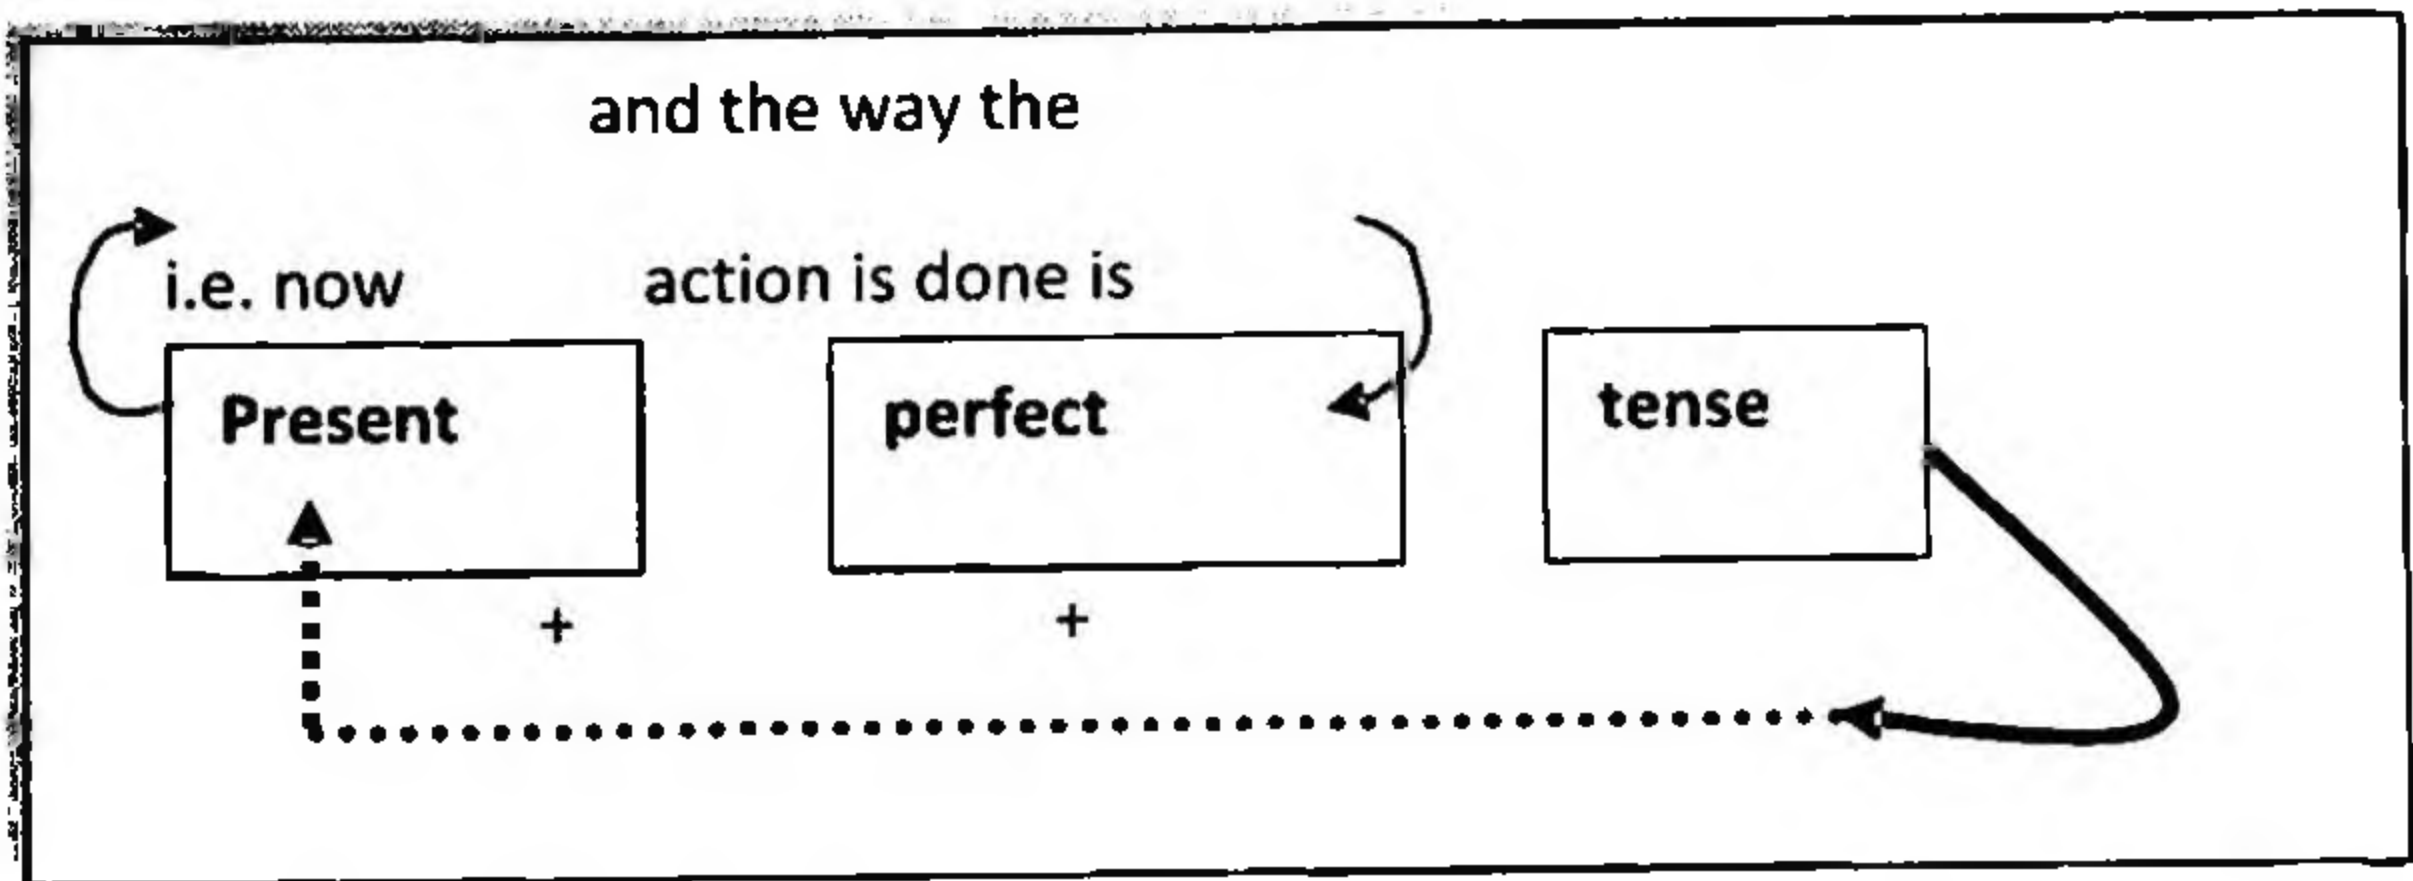 and the way the
i.e. now action is done is
Present perfect tense
+ +